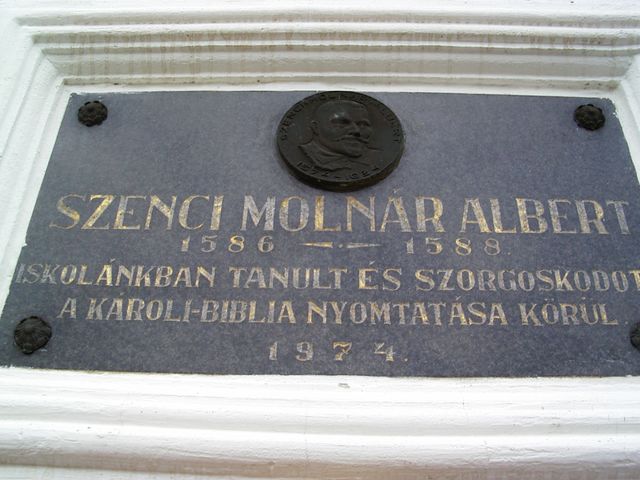 SZENCI MOLNÁR ALBERT
1586 - 1588.
ISKOLÁNKBAN TANULT ÉS SZORGOSKODOTT
A KÁROLI-BIBLIA NYOMTATÁSA KÖRÜL
1974.